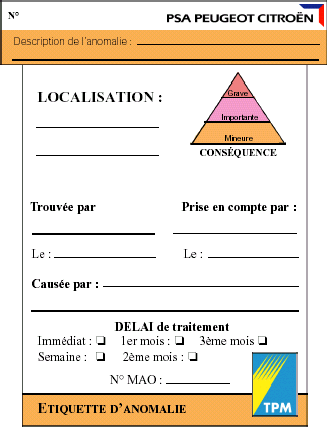 N° PSA PEUGEOT CITROËN
Description de l'anomalie :
LOCALISATION :
Grave
Importante
Mineure
CONSÉQUENCE
Trouvée par Prise en compte par :
Le : Le :
Causée par :
DELAI de traitement
Immédiat : ❑ 1er mois : ❑ 3ème mois ❑
Semaine : ❑ 2ème mois : ❑
N° MAO :
TPM
ETIQUETTE D'ANOMALIE